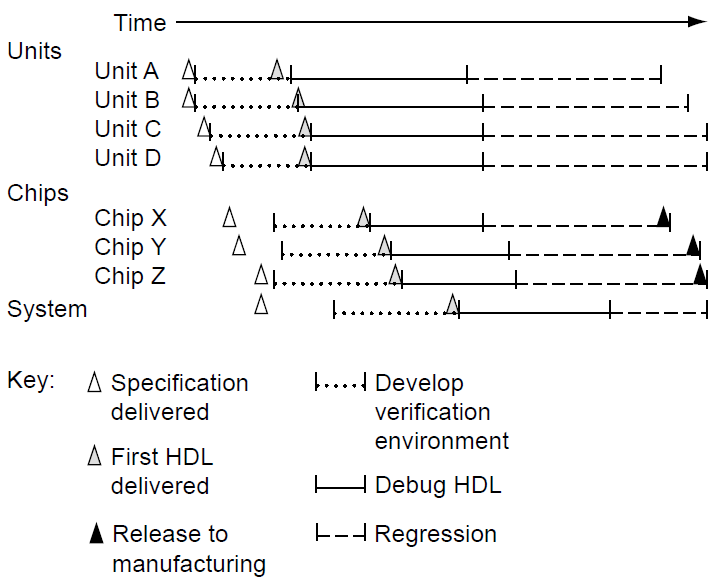 Time
Units
Unit A
Unit B
Unit C
Unit D
Chips
Chip X
Chip Y
Chip Z
System
Key:
Specification
delivered
Develop
verification
environment
First HDL
delivered
Debug HDL
Release to
manufacturing
Regression